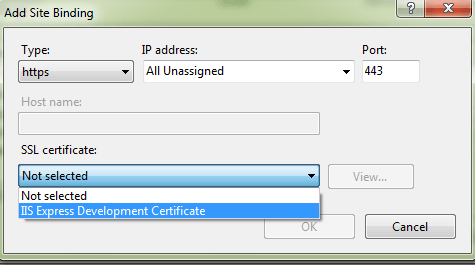 Add Site Binding
?
Type: IP address: Port:
https All Unassigned 443
Host name:
SSL certificate:
Not selected View...
Not selected
IIS Express Development Certificate
OK Cancel